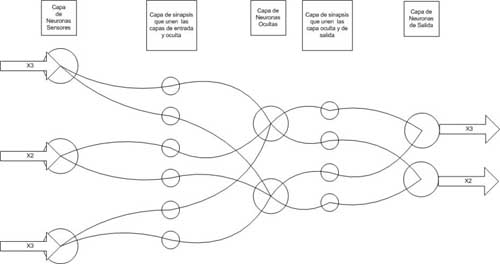 Capa
de
Neuronas
Sensores
Capa de sinapsis
que unen las
capas de entrada
y oculta
Capa de
Neuronas
Ocultas
Capa de sinapsis
que unen las
capa oculta y de
salida
Capa de
Neuronas
de Salida
X3
X2
X3
X3
X2